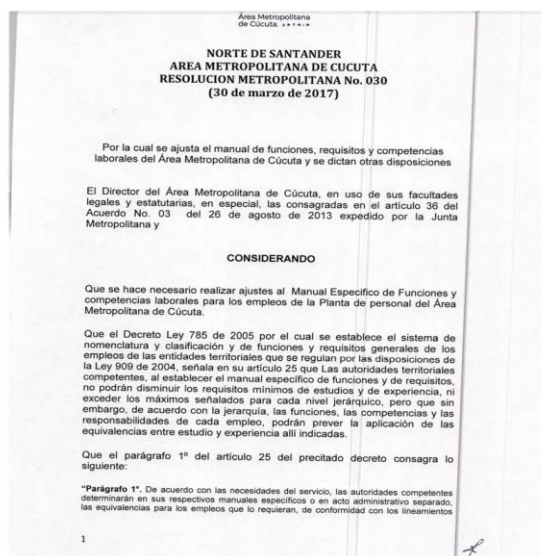 Área Metropolitana
de Cúcuta
NORTE DE SANTANDER
AREA METROPOLITANA DE CUCUTA
RESOLUCION METROPOLITANA No. 030
(30 de marzo de 2017)
Por la cual se ajusta el manual de funciones, requisitos y competencias
laborales del Área Metropolitana de Cúcuta y se dictan otras disposiciones
El Director del Área Metropolitana de Cúcuta, en uso de sus facultades
legales y estatutarias, en especial, las consagradas en el artículo 36 del
Acuerdo No. 03 del 26 de agosto de 2013 expedido por la Junta
Metropolitana y
CONSIDERANDO
Que se hace necesario realizar ajustes al Manual Especifico de Funciones y
competencias laborales para los empleos de la Planta de personal del Área
Metropolitana de Cúcuta.
Que el Decreto Ley 785 de 2005 por el cual se establece el sistema de
nomenclatura y clasificación y de funciones y requisitos generales de los
empleos de las entidades territoriales que se regulan por las disposiciones de
la Ley 909 de 2004, señala en su artículo 25 que Las autoridades territoriales
competentes, al establecer el manual especifico de funciones y de requisitos,
no podrán disminuir los requisitos mínimos de estudios y de experiencia, ni
exceder los máximos señalados para cada nivel jerárquico, pero que sin
embargo, de acuerdo con la jerarquía, las funciones, las competencias y las
responsabilidades de cada empleo, podrán prever la aplicación de las
equivalencias entre estudio y experiencia allí indicadas.
Que el parágrafo 1º del artículo 25 del precitado decreto consagra lo
siguiente:
"Parágrafo 1º. De acuerdo con las necesidades del servicio, las autoridades competentes
determinarán en sus respectivos manuales específicos o en acto administrativo separado,
las equivalencias para los empleos que lo requieran, de conformidad con los lineamientos
1